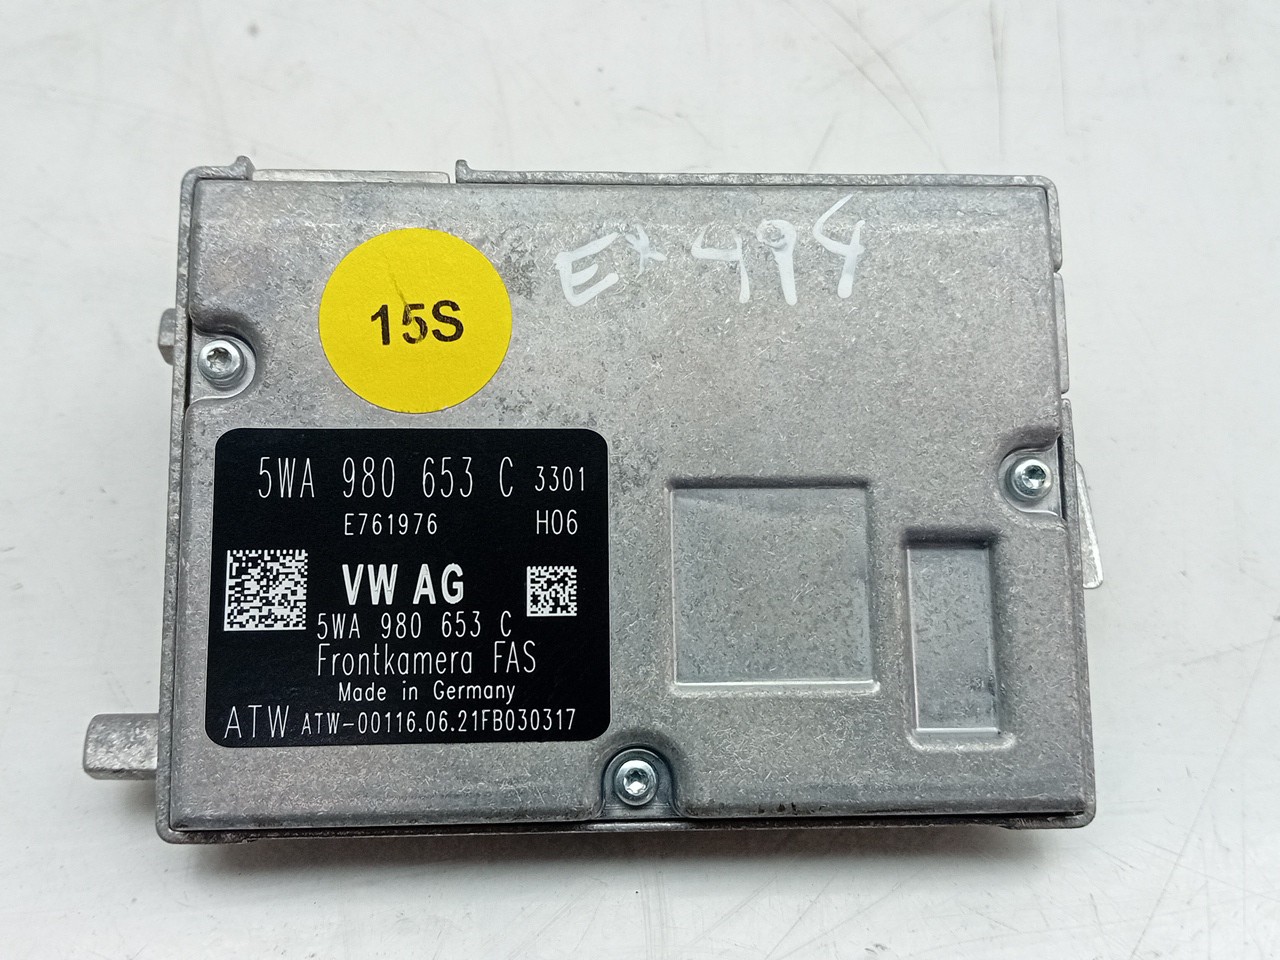 Ex 494
15S
5WA 980 653 C 3301
E761976 H06
VW AG
5WA 980 653 C
Frontkamera FAS
Made in Germany
ATW ATW-00116.06.21FB030317